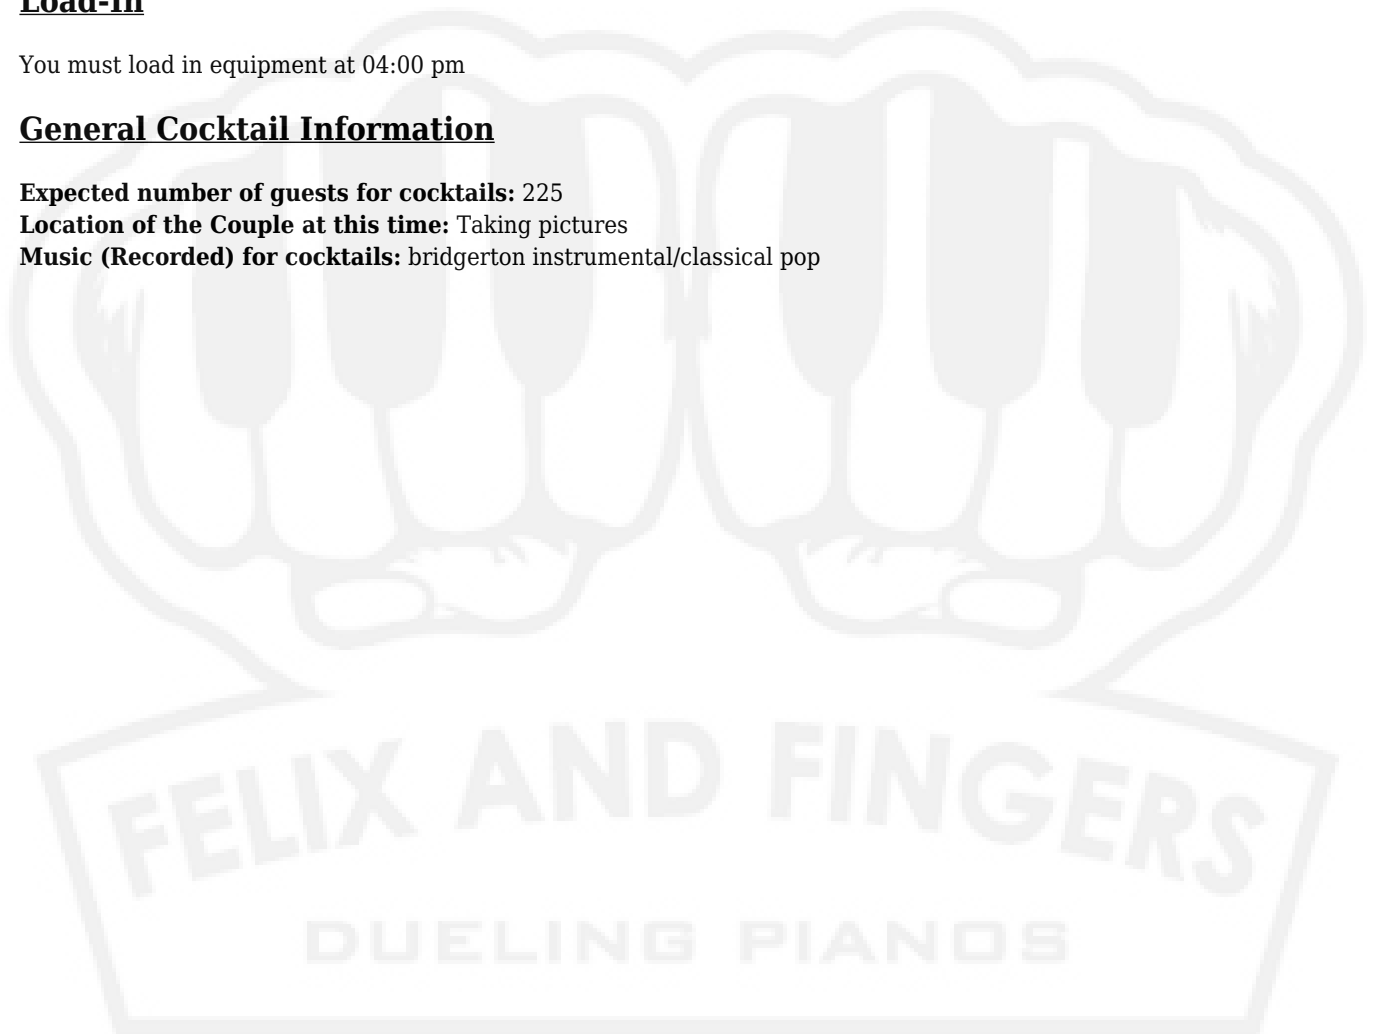 Load-In
You must load in equipment at 04:00 pm
General Cocktail Information
Expected number of guests for cocktails: 225
Location of the Couple at this time: Taking pictures
Music (Recorded) for cocktails: bridgerton instrumental/classical pop
FELIX AND FINGERS
DUELING PIANOS